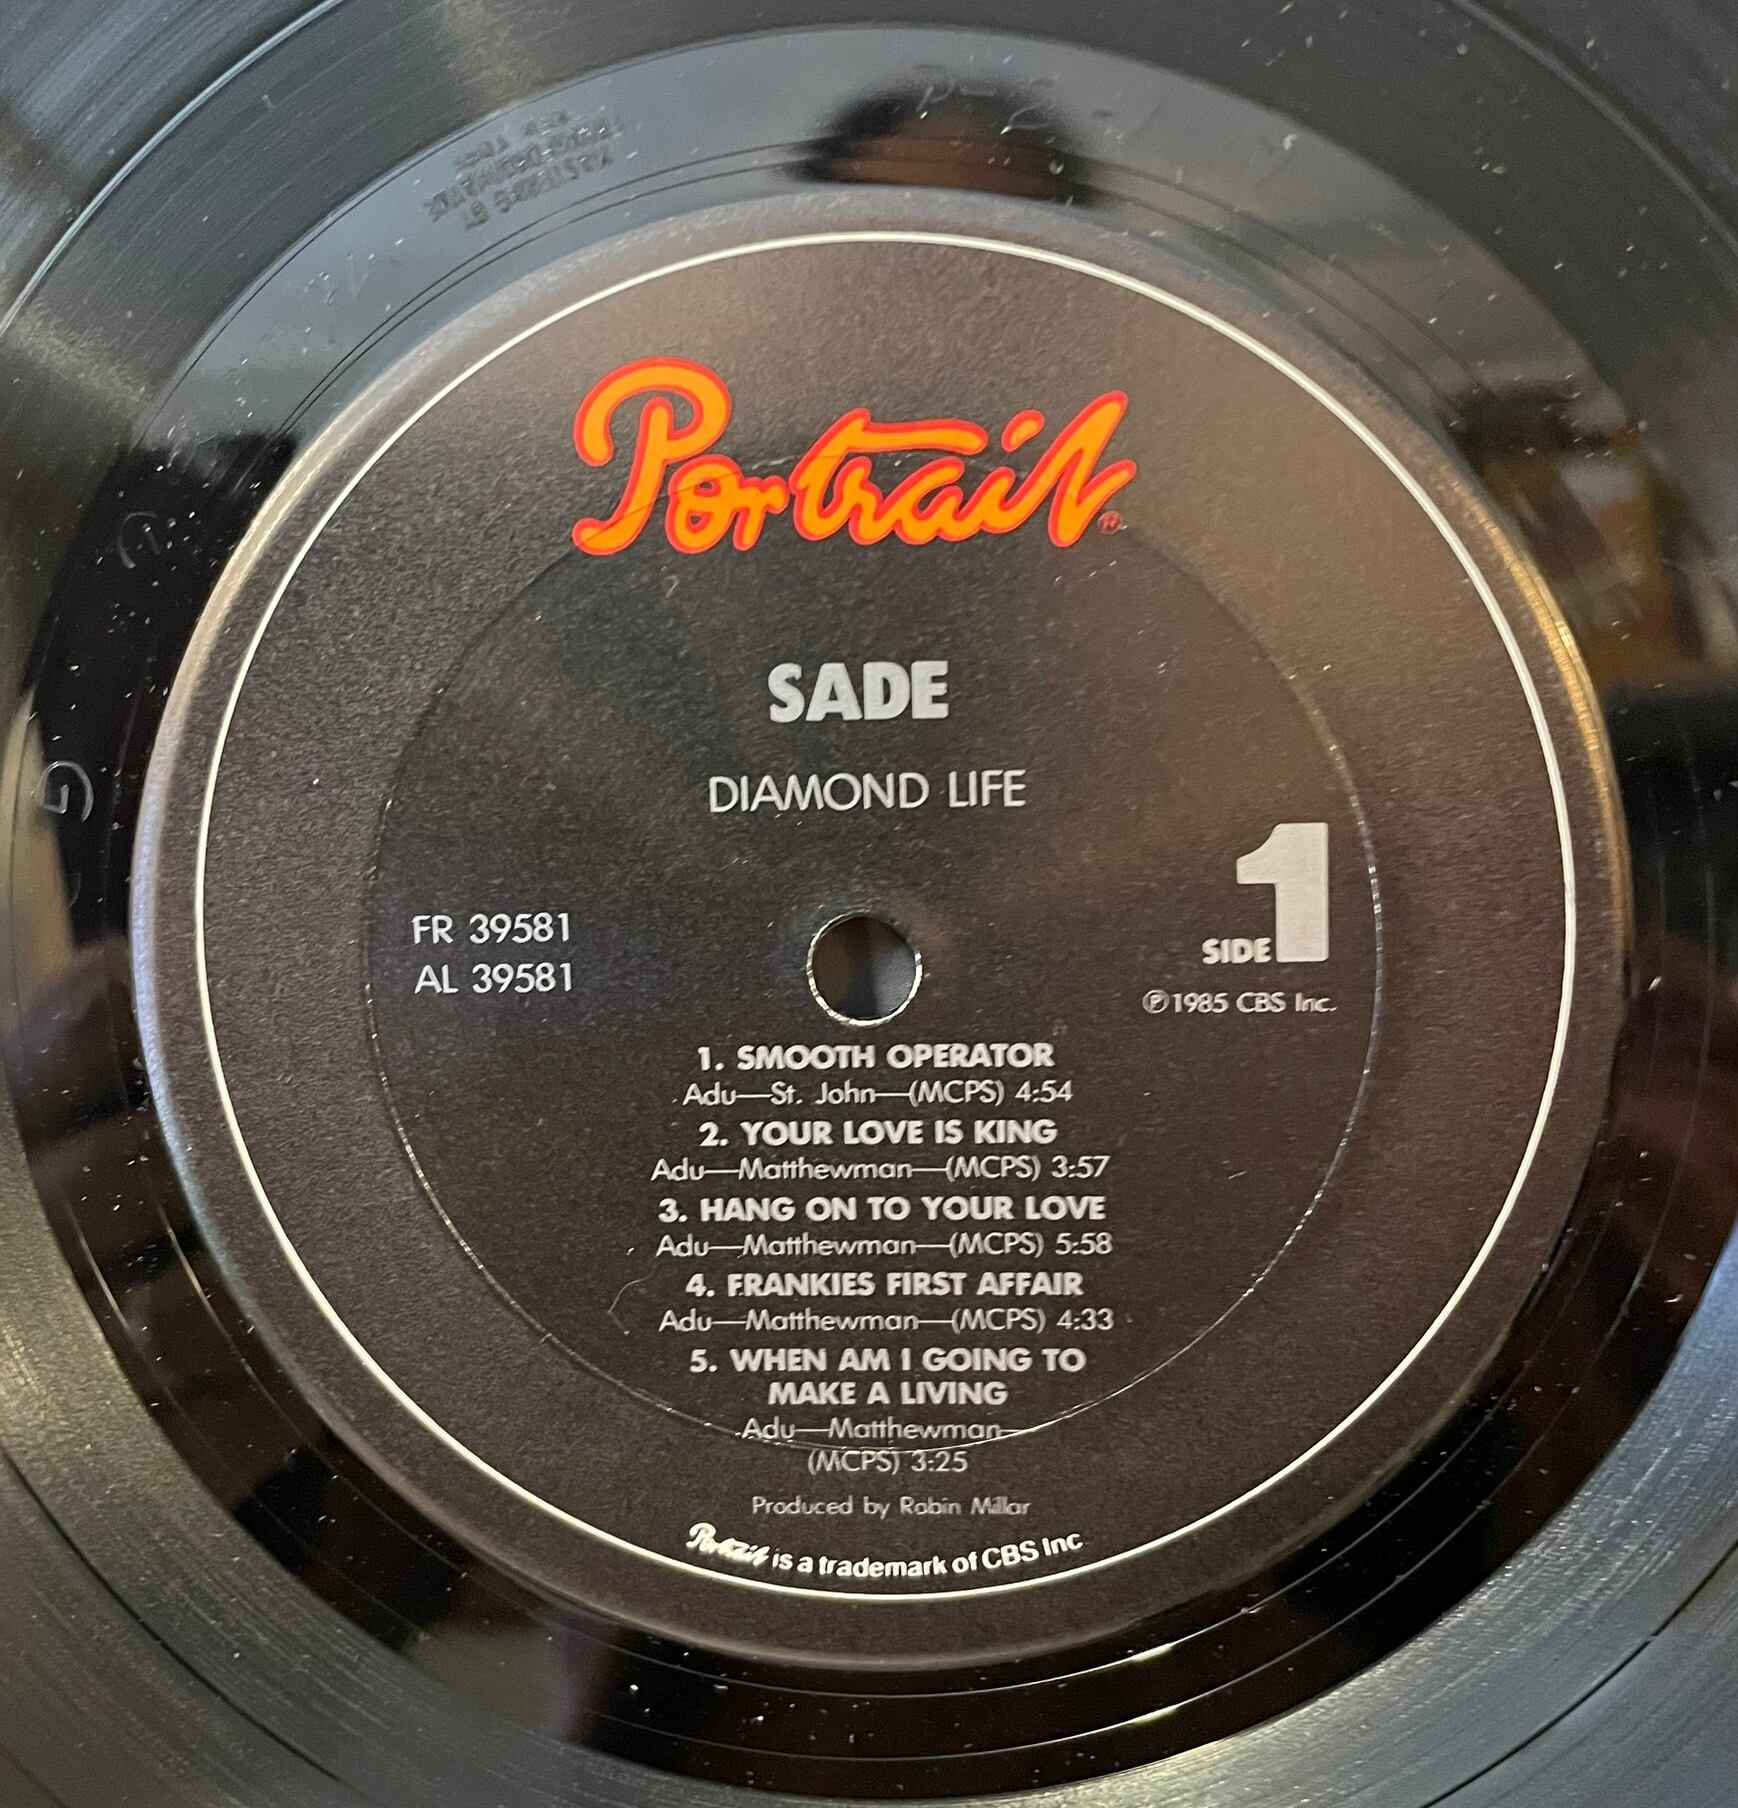 MASTERING BY
Portrait®
SADE
DIAMOND LIFE
FR 39581
AL 39581
SIDE 1
℗1985 CBS Inc.
1. SMOOTH OPERATOR
Adu—St. John—(MCPS) 4:54
2. YOUR LOVE IS KING
Adu—Matthewman—(MCPS) 3:57
3. HANG ON TO YOUR LOVE
Adu—Matthewman—(MCPS) 5:58
4. FRANKIES FIRST AFFAIR
Adu—Matthewman—(MCPS) 4:33
5. WHEN AM I GOING TO
MAKE A LIVING
Adu—Matthewman—
(MCPS) 3:25
Produced by Robin Millar
Portrait is a trademark of CBS Inc
G